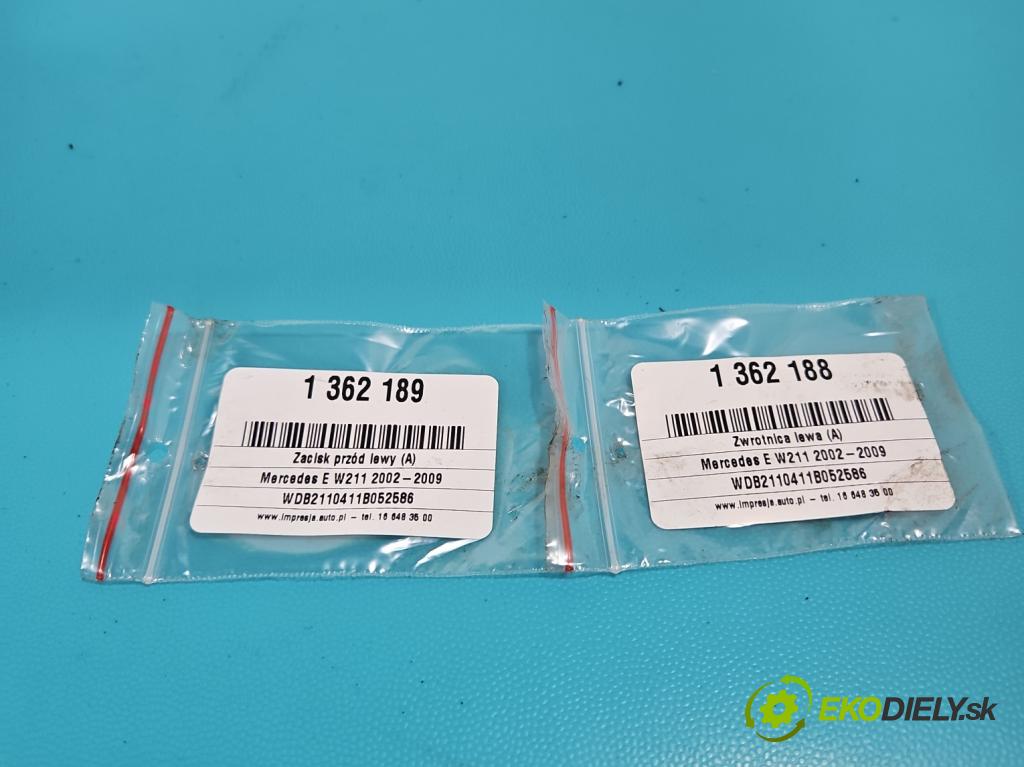 1 362 189
Zacisk przód lewy (A)
Mercedes E W211 2002-2009
WDB2110411B052586
www.impresja.auto.pl - tel. 16 648 35 00
1 362 188
Zwrotnica lewa (A)
Mercedes E W211 2002-2009
WDB2110411B052586
www.impresja.auto.pl - tel. 16 648 35 00
EKODIELY.sk